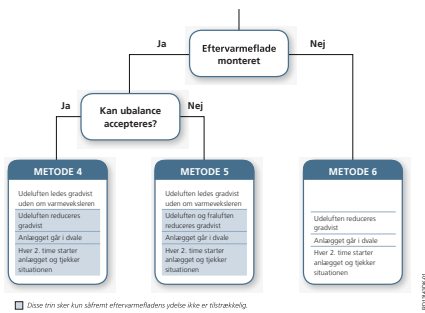 Ja
Eftervarmeflade
monteret
Nej
Ja
Kan ubalance
accepteres?
Nej
METODE 4
Udeluften ledes gradvist
uden om varmeveksleren
Udeluften reduceres
gradvist
Anlægget går i dvale
Hver 2. time starter
anlægget og tjekker
situationen
METODE 5
Udeluften ledes gradvist
uden om varmeveksleren
Udeluften og fraluften
reduceres gradvist
Anlægget går i dvale
Hver 2. time starter
anlægget og tjekker
situationen
METODE 6
Udeluften reduceres
gradvist
Anlægget går i dvale
Hver 2. time starter
anlægget og tjekker
situationen
Disse trin sker kun såfremt eftervarmefladens ydelse ikke er tilstrækkelig.